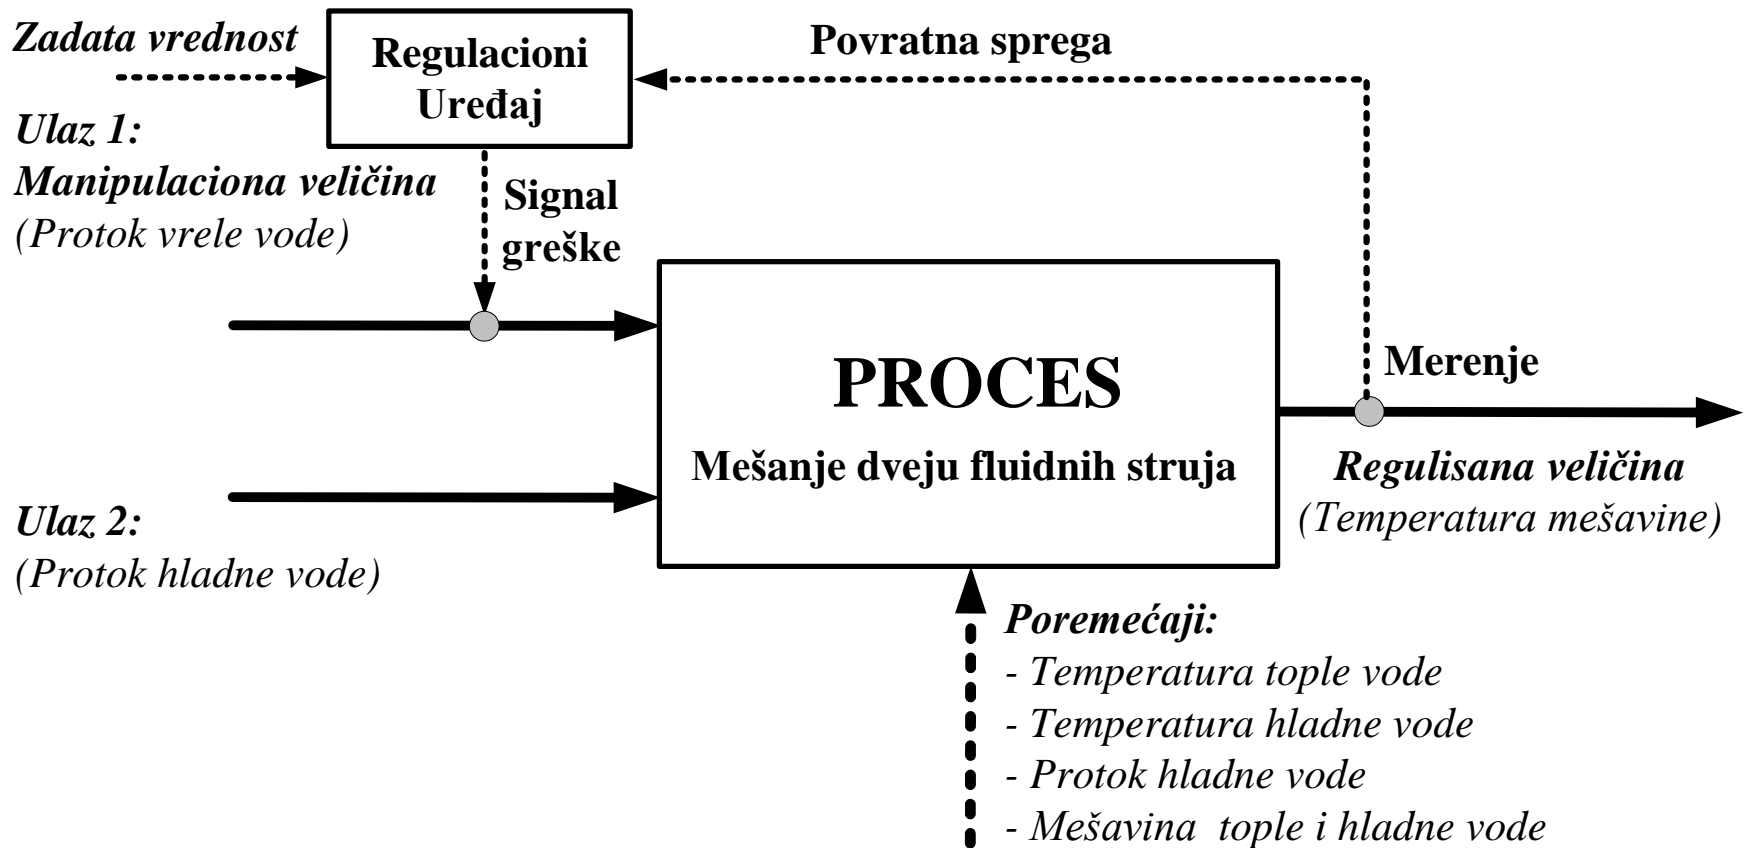 Zadata vrednost
Regulacioni
Uređaj
Povratna sprega
Ulaz 1:
Manipulaciona veličina
(Protok vrele vode)
Signal
greške
PROCES
Mešanje dveju fluidnih struja
Merenje
Regulisana veličina
(Temperatura mešavine)
Ulaz 2:
(Protok hladne vode)
Poremećaji:
- Temperatura tople vode
- Temperatura hladne vode
- Protok hladne vode
- Mešavina tople i hladne vode